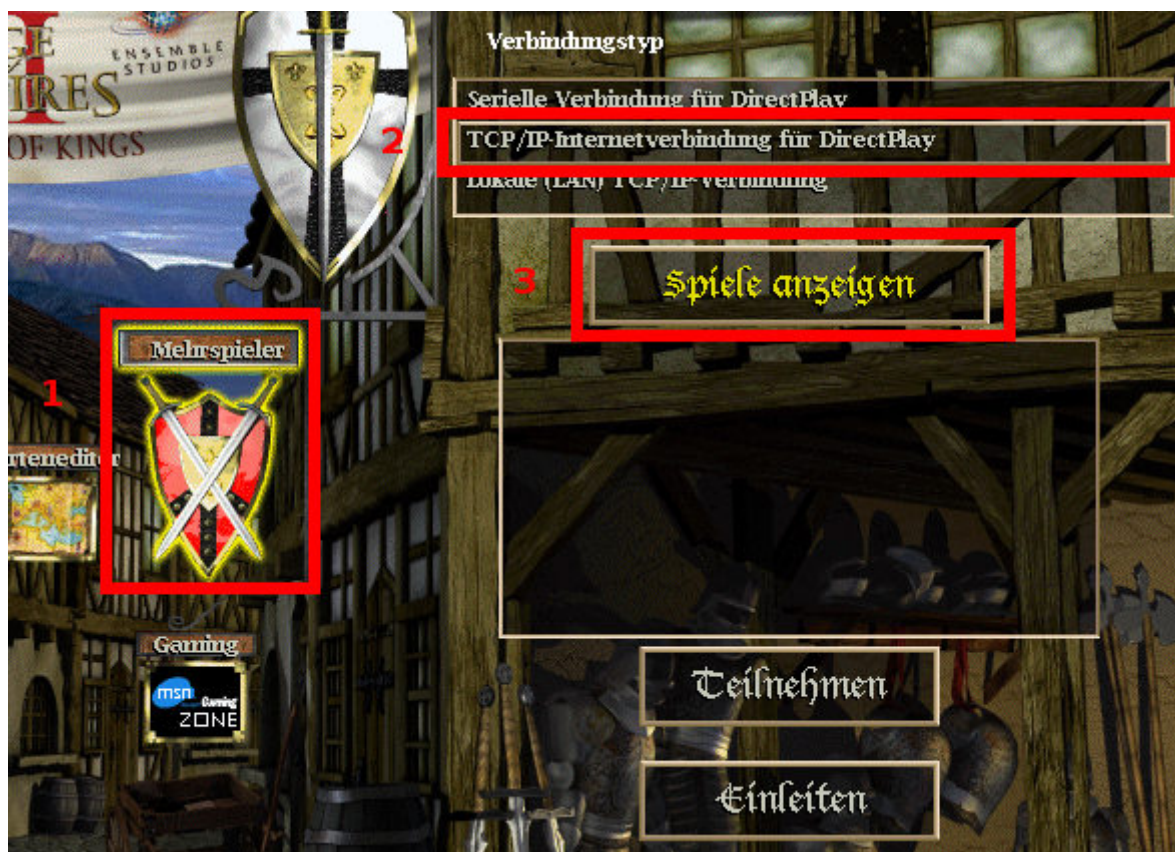 GE
II
IRES
OF KINGS
ENSEMBLE
STUDIOS
Verbindungstyp
Serielle Verbindung für DirectPlay
2
TCP/IP-Internetverbindung für DirectPlay
Lokale (LAN) TCP/IP-Verbindung
3
Spiele anzeigen
1
Mehrspieler
rteneditor
Gaming
msn Gaming
ZONE
Teilnehmen
Einleiten